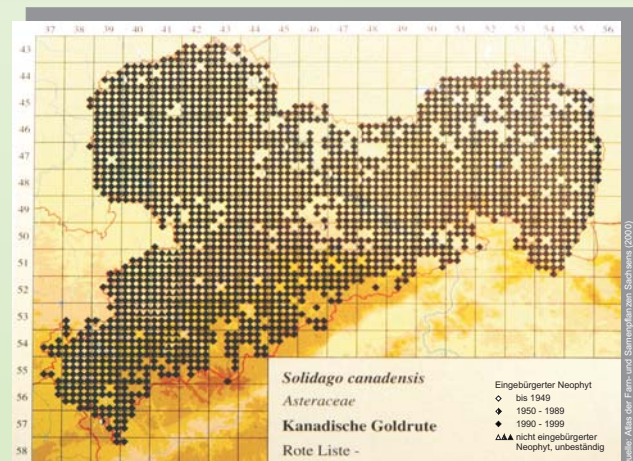 37 38 39 40 41 42 43 44 45 46 47 48 49 50 51 52 53 54 55 56
43
44
45
46
47
48
49
50
51
52
53
54
55
56
57
58
Solidago canadensis
Asteraceae
Kanadische Goldrute
Rote Liste -
Eingebürgerter Neophyt
bis 1949
1950 - 1989
1990 - 1999
nicht eingebürgerter
Neophyt, unbeständig
Quelle: Atlas der Farn- und Samenpflanzen Sachsens (2000)